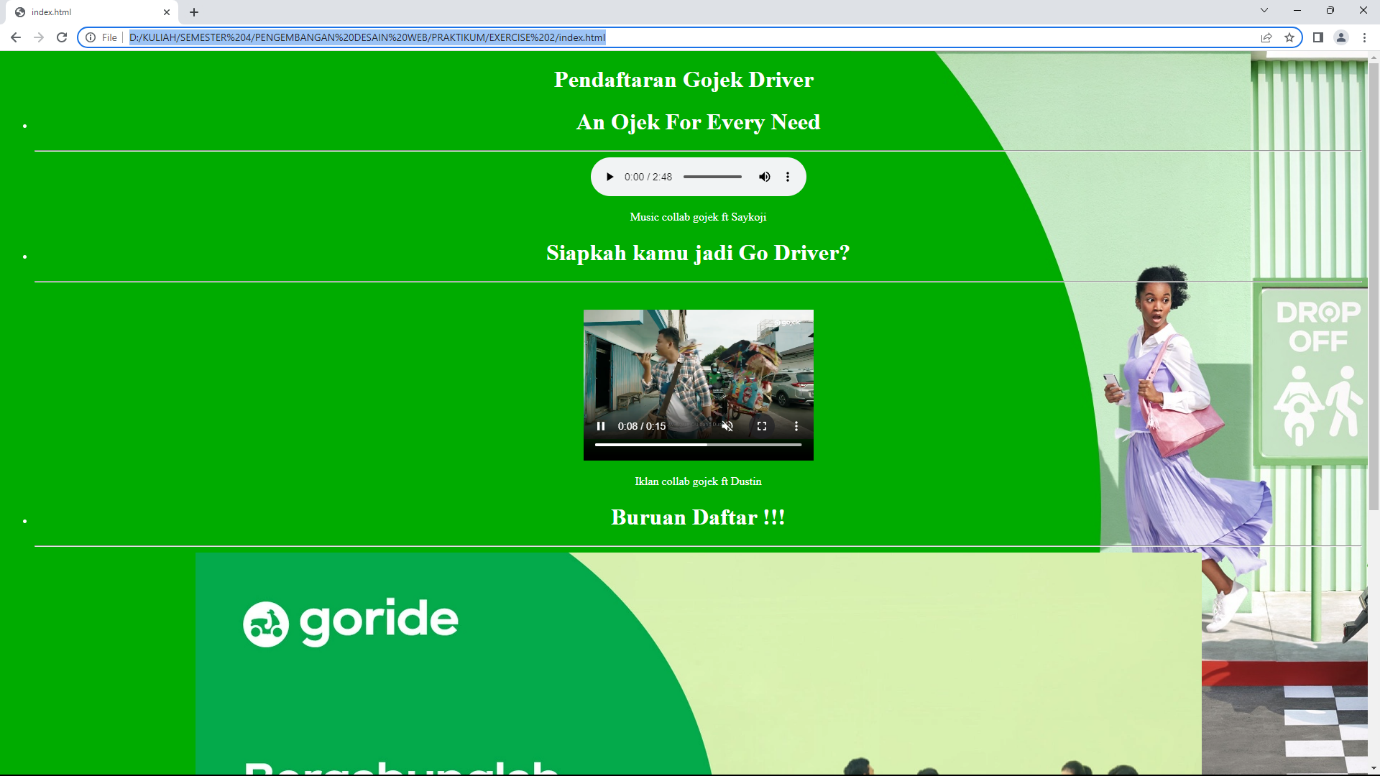 index.html
File
D:/KULIAH/SEMESTER%204/PENGEMBANGAN%20DESAIN%20WEB/PRAKTIKUM/EXERCISE%202/index.html
Pendaftaran Gojek Driver
An Ojek For Every Need
0:00 / 2:48
Music collab gojek ft Saykoji
Siapkah kamu jadi Go Driver?
DROP
OFF
0:08 / 0:15
Iklan collab gojek ft Dustin
Buruan Daftar !!!
goride